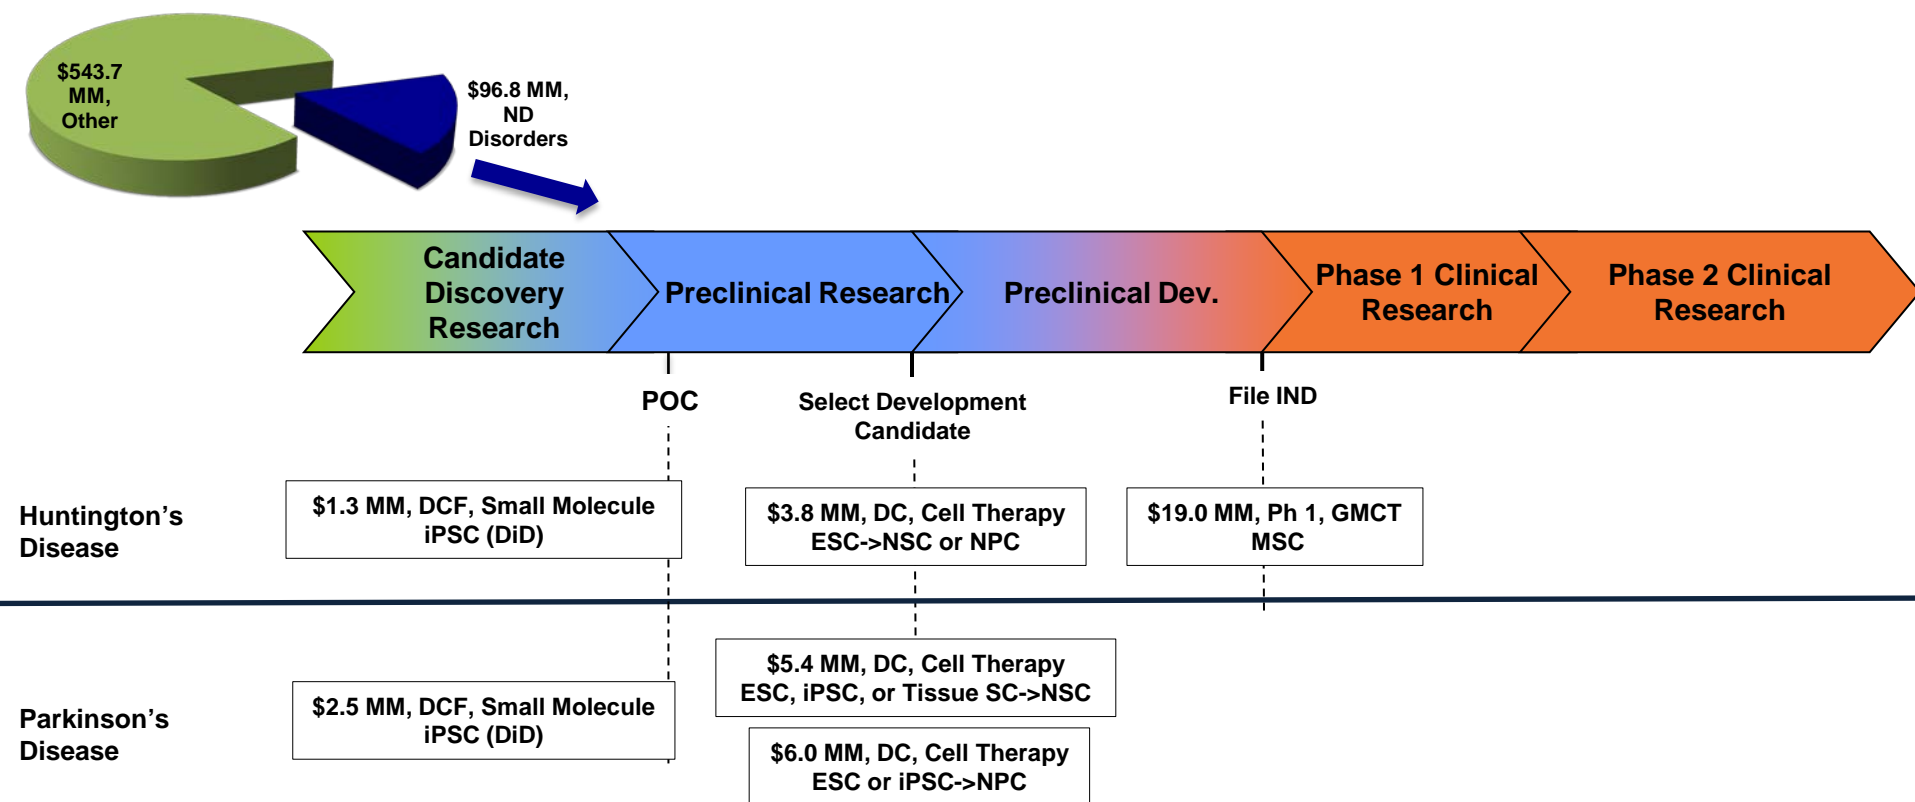 $543.7
MM,
Other
$96.8 MM,
ND
Disorders
Candidate
Discovery
Research
Preclinical Research
Preclinical Dev.
Phase 1 Clinical
Research
Phase 2 Clinical
Research
POC
Select Development
Candidate
File IND
Huntington's
Disease
$1.3 MM, DCF, Small Molecule
iPSC (DiD)
$3.8 MM, DC, Cell Therapy
ESC->NSC or NPC
$19.0 MM, Ph 1, GMCT
MSC
Parkinson's
Disease
$2.5 MM, DCF, Small Molecule
iPSC (DiD)
$5.4 MM, DC, Cell Therapy
ESC, iPSC, or Tissue SC->NSC
$6.0 MM, DC, Cell Therapy
ESC or iPSC->NPC